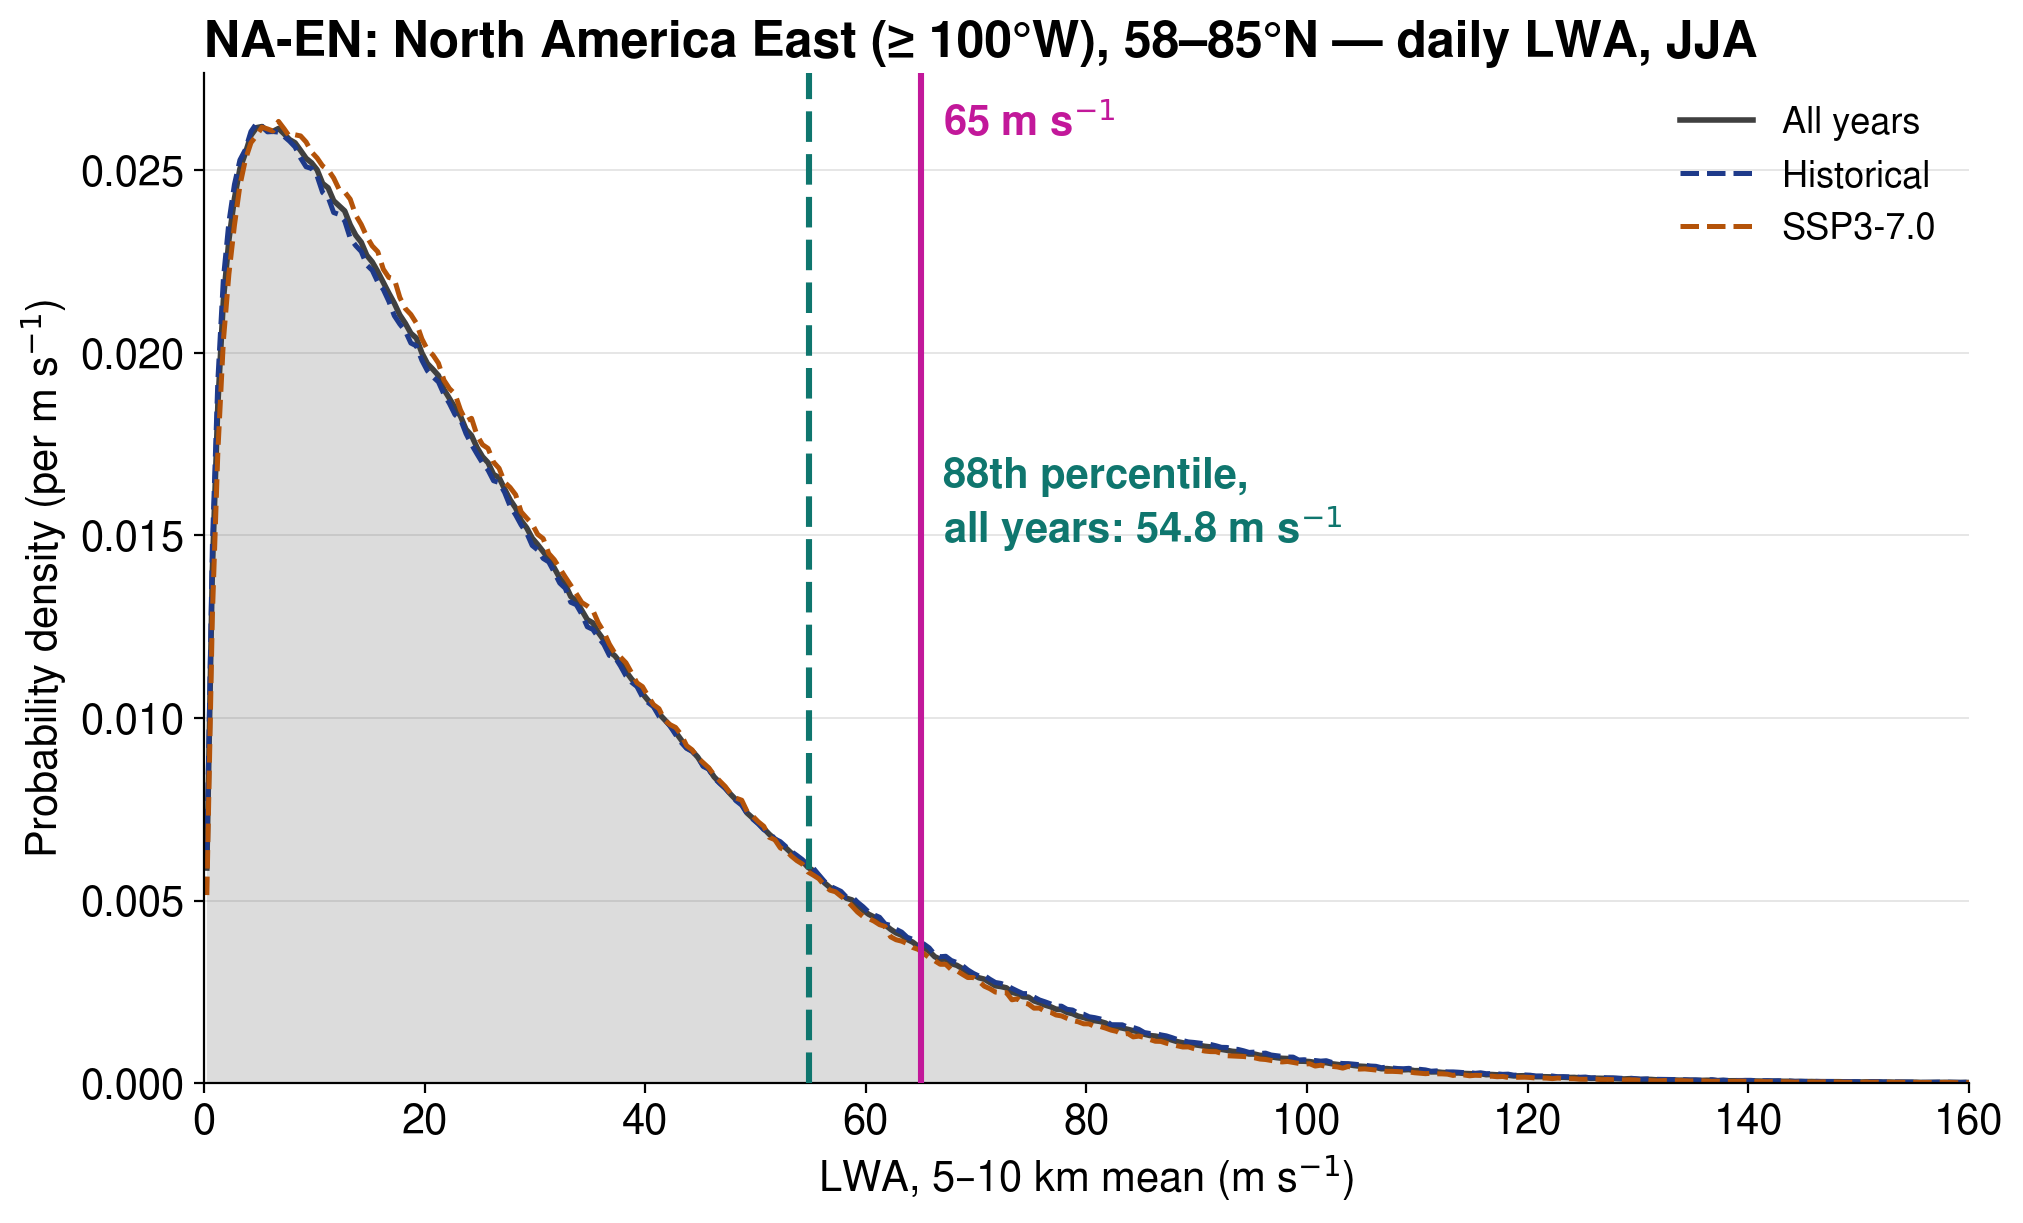 NA-EN: North America East (≥ 100°W), 58–85°N — daily LWA, JJA
65 m s⁻¹
All years
Historical
SSP3-7.0
88th percentile,
all years: 54.8 m s⁻¹
Probability density (per m s⁻¹)
0.025
0.020
0.015
0.010
0.005
0.000
0 20 40 60 80 100 120 140 160
LWA, 5–10 km mean (m s⁻¹)